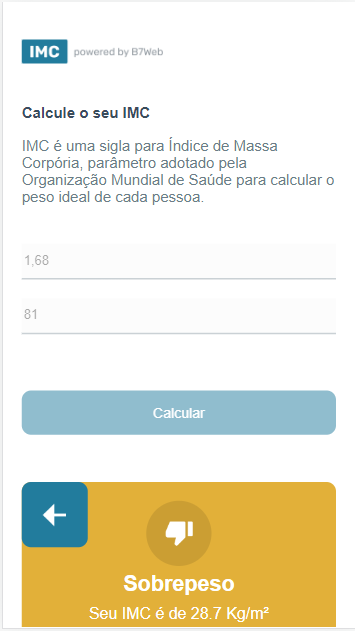 IMC powered by B7Web
Calcule o seu IMC
IMC é uma sigla para Índice de Massa
Corpória, parâmetro adotado pela
Organização Mundial de Saúde para calcular o
peso ideal de cada pessoa.
1,68
81
Calcular
Sobrepeso
Seu IMC é de 28.7 Kg/m²